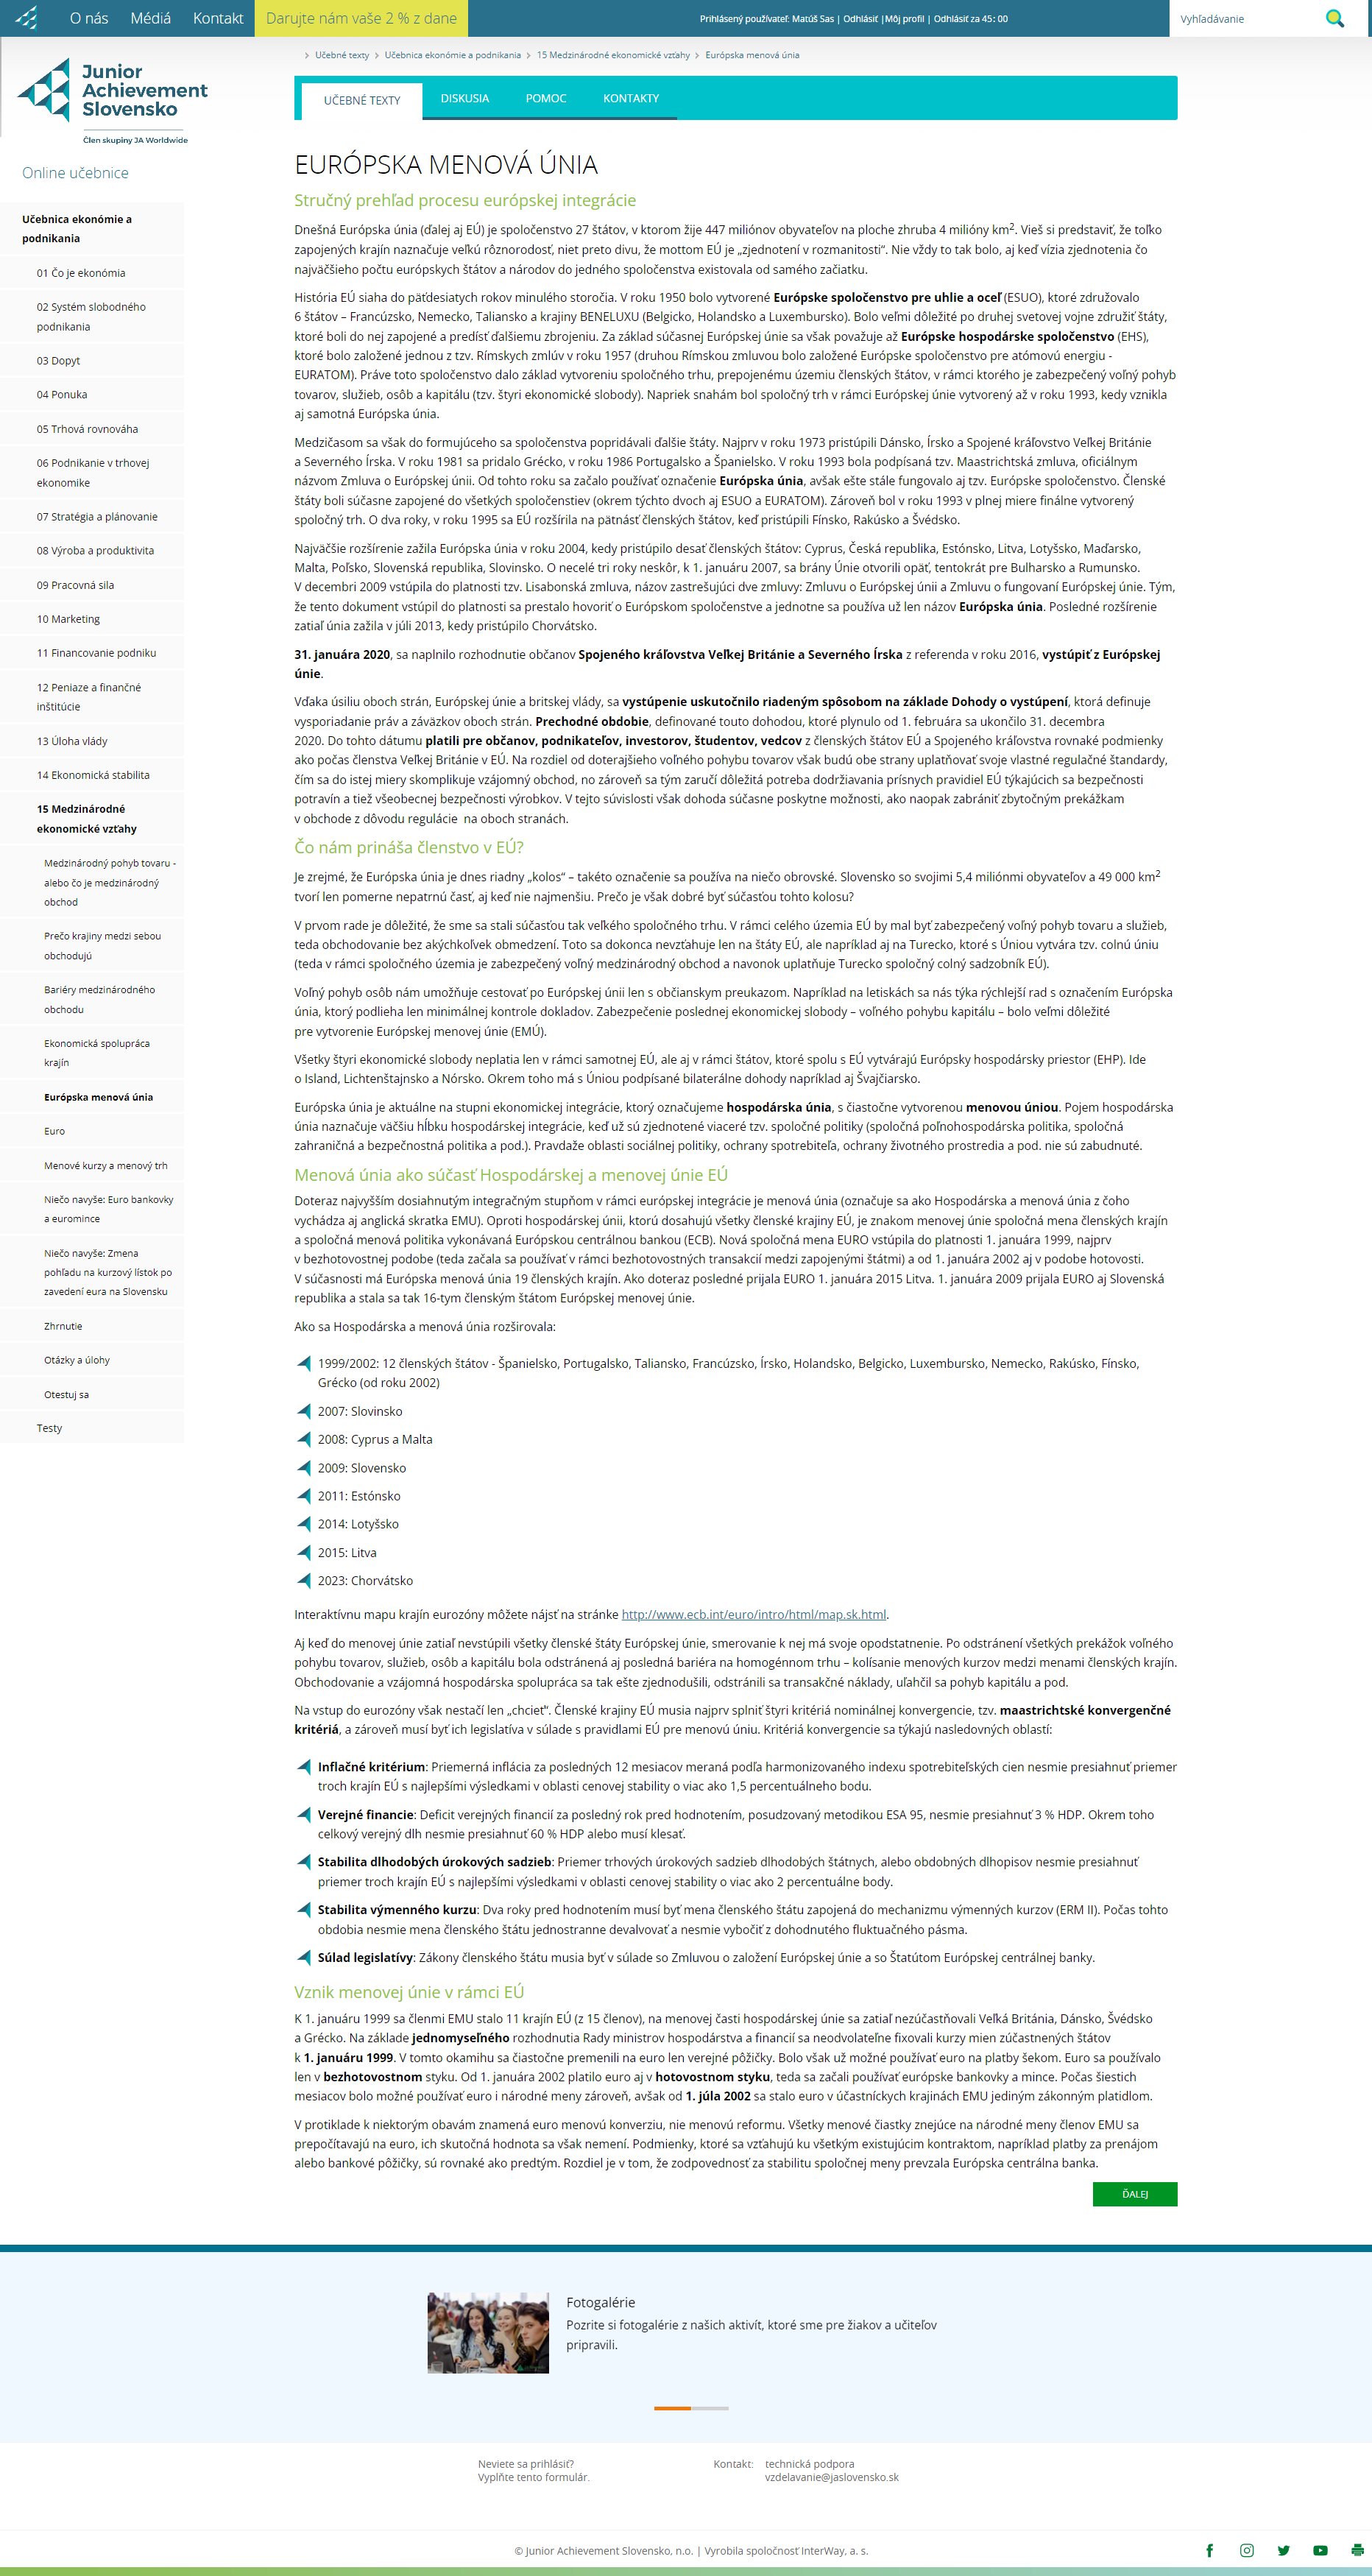 O nás Médiá Kontakt Darujte nám vaše 2 % z dane
Prihlásený používateľ: Matúš Sas | Odhlásiť |Môj profil | Odhlásiť za 45: 00
Vyhľadávanie
Junior
Achievement
Slovensko
Člen skupiny JA Worldwide
Online učebnice
Učebnica ekonómie a
podnikania
01 Čo je ekonómia
02 Systém slobodného
podnikania
03 Dopyt
04 Ponuka
05 Trhová rovnováha
06 Podnikanie v trhovej
ekonomike
07 Stratégia a plánovanie
08 Výroba a produktivita
09 Pracovná sila
10 Marketing
11 Financovanie podniku
12 Peniaze a finančné
inštitúcie
13 Úloha vlády
14 Ekonomická stabilita
15 Medzinárodné
ekonomické vzťahy
Medzinárodný pohyb tovaru -
alebo čo je medzinárodný
obchod
Prečo krajiny medzi sebou
obchodujú
Bariéry medzinárodného
obchodu
Ekonomická spolupráca
krajín
Európska menová únia
Euro
Menové kurzy a menový trh
Niečo navyše: Euro bankovky
a euromince
Niečo navyše: Zmena
pohľadu na kurzový lístok po
zavedení eura na Slovensku
Zhrnutie
Otázky a úlohy
Otestuj sa
Testy
> Učebné texty > Učebnica ekonómie a podnikania > 15 Medzinárodné ekonomické vzťahy > Európska menová únia
UČEBNÉ TEXTY DISKUSIA POMOC KONTAKTY
EURÓPSKA MENOVÁ ÚNIA
Stručný prehľad procesu európskej integrácie
Dnešná Európska únia (ďalej aj EÚ) je spoločenstvo 27 štátov, v ktorom žije 447 miliónov obyvateľov na ploche zhruba 4 milióny km2. Vieš si predstaviť, že toľko
zapojených krajín naznačuje veľkú rôznorodosť, niet preto divu, že mottom EÚ je „zjednotení v rozmanitosti“. Nie vždy to tak bolo, aj keď vízia zjednotenia čo
najväčšieho počtu európskych štátov a národov do jedného spoločenstva existovala od samého začiatku.
História EÚ siaha do päťdesiatych rokov minulého storočia. V roku 1950 bolo vytvorené Európske spoločenstvo pre uhlie a oceľ (ESUO), ktoré združovalo
6 štátov – Francúzsko, Nemecko, Taliansko a krajiny BENELUXU (Belgicko, Holandsko a Luxembursko). Bolo veľmi dôležité po druhej svetovej vojne združiť štáty,
ktoré boli do nej zapojené a predísť ďalšiemu zbrojeniu. Za základ súčasnej Európskej únie sa však považuje až Európske hospodárske spoločenstvo (EHS),
ktoré bolo založené jednou z tzv. Rímskych zmlúv v roku 1957 (druhou Rímskou zmluvou bolo založené Európske spoločenstvo pre atómovú energiu -
EURATOM). Práve toto spoločenstvo dalo základ vytvoreniu spoločného trhu, prepojenému územiu členských štátov, v rámci ktorého je zabezpečený voľný pohyb
tovarov, služieb, osôb a kapitálu (tzv. štyri ekonomické slobody). Napriek snahám bol spoločný trh v rámci Európskej únie vytvorený až v roku 1993, kedy vznikla
aj samotná Európska únia.
Medzičasom sa však do formujúceho sa spoločenstva popridávali ďalšie štáty. Najprv v roku 1973 pristúpili Dánsko, Írsko a Spojené kráľovstvo Veľkej Británie
a Severného Írska. V roku 1981 sa pridalo Grécko, v roku 1986 Portugalsko a Španielsko. V roku 1993 bola podpísaná tzv. Maastrichtská zmluva, oficiálnym
názvom Zmluva o Európskej únii. Od tohto roku sa začalo používať označenie Európska únia, avšak ešte stále fungovalo aj tzv. Európske spoločenstvo. Členské
štáty boli súčasne zapojené do všetkých spoločenstiev (okrem týchto dvoch aj ESUO a EURATOM). Zároveň bol v roku 1993 v plnej miere finálne vytvorený
spoločný trh. O dva roky, v roku 1995 sa EÚ rozšírila na pätnásť členských štátov, keď pristúpili Fínsko, Rakúsko a Švédsko.
Najväčšie rozšírenie zažila Európska únia v roku 2004, kedy pristúpilo desať členských štátov: Cyprus, Česká republika, Estónsko, Litva, Lotyšsko, Maďarsko,
Malta, Poľsko, Slovenská republika, Slovinsko. O necelé tri roky neskôr, k 1. januáru 2007, sa brány Únie otvorili opäť, tentokrát pre Bulharsko a Rumunsko.
V decembri 2009 vstúpila do platnosti tzv. Lisabonská zmluva, názov zastrešujúci dve zmluvy: Zmluvu o Európskej únii a Zmluvu o fungovaní Európskej únie. Tým,
že tento dokument vstúpil do platnosti sa prestalo hovoriť o Európskom spoločenstve a jednotne sa používa už len názov Európska únia. Posledné rozšírenie
zatiaľ únia zažila v júli 2013, kedy pristúpilo Chorvátsko.
31. januára 2020, sa naplnilo rozhodnutie občanov Spojeného kráľovstva Veľkej Británie a Severného Írska z referenda v roku 2016, vystúpiť z Európskej
únie.
Vďaka úsiliu oboch strán, Európskej únie a britskej vlády, sa vystúpenie uskutočnilo riadeným spôsobom na základe Dohody o vystúpení, ktorá definuje
vysporiadanie práv a záväzkov oboch strán. Prechodné obdobie, definované touto dohodou, ktoré plynulo od 1. februára sa ukončilo 31. decembra
2020. Do tohto dátumu platili pre občanov, podnikateľov, investorov, študentov, vedcov z členských štátov EÚ a Spojeného kráľovstva rovnaké podmienky
ako počas členstva Veľkej Británie v EÚ. Na rozdiel od doterajšieho voľného pohybu tovarov však budú obe strany uplatňovať svoje vlastné regulačné štandardy,
čím sa do istej miery skomplikuje vzájomný obchod, no zároveň sa tým zaručí dôležitá potreba dodržiavania prísnych pravidiel EÚ týkajúcich sa bezpečnosti
potravín a tiež všeobecnej bezpečnosti výrobkov. V tejto súvislosti však dohoda súčasne poskytne možnosti, ako naopak zabrániť zbytočným prekážkam
v obchode z dôvodu regulácie  na oboch stranách.
Čo nám prináša členstvo v EÚ?
Je zrejmé, že Európska únia je dnes riadny „kolos“ – takéto označenie sa používa na niečo obrovské. Slovensko so svojimi 5,4 miliónmi obyvateľov a 49 000 km2
tvorí len pomerne nepatrnú časť, aj keď nie najmenšiu. Prečo je však dobré byť súčasťou tohto kolosu?
V prvom rade je dôležité, že sme sa stali súčasťou tak veľkého spoločného trhu. V rámci celého územia EÚ by mal byť zabezpečený voľný pohyb tovaru a služieb,
teda obchodovanie bez akýchkoľvek obmedzení. Toto sa dokonca nevzťahuje len na štáty EÚ, ale napríklad aj na Turecko, ktoré s Úniou vytvára tzv. colnú úniu
(teda v rámci spoločného územia je zabezpečený voľný medzinárodný obchod a navonok uplatňuje Turecko spoločný colný sadzobník EÚ).
Voľný pohyb osôb nám umožňuje cestovať po Európskej únii len s občianskym preukazom. Napríklad na letiskách sa nás týka rýchlejší rad s označením Európska
únia, ktorý podlieha len minimálnej kontrole dokladov. Zabezpečenie poslednej ekonomickej slobody – voľného pohybu kapitálu – bolo veľmi dôležité
pre vytvorenie Európskej menovej únie (EMÚ).
Všetky štyri ekonomické slobody neplatia len v rámci samotnej EÚ, ale aj v rámci štátov, ktoré spolu s EÚ vytvárajú Európsky hospodársky priestor (EHP). Ide
o Island, Lichtenštajnsko a Nórsko. Okrem toho má s Úniou podpísané bilaterálne dohody napríklad aj Švajčiarsko.
Európska únia je aktuálne na stupni ekonomickej integrácie, ktorý označujeme hospodárska únia, s čiastočne vytvorenou menovou úniou. Pojem hospodárska
únia naznačuje väčšiu hĺbku hospodárskej integrácie, keď už sú zjednotené viaceré tzv. spoločné politiky (spoločná poľnohospodárska politika, spoločná
zahraničná a bezpečnostná politika a pod.). Pravdaže oblasti sociálnej politiky, ochrany spotrebiteľa, ochrany životného prostredia a pod. nie sú zabudnuté.
Menová únia ako súčasť Hospodárskej a menovej únie EÚ
Doteraz najvyšším dosiahnutým integračným stupňom v rámci európskej integrácie je menová únia (označuje sa ako Hospodárska a menová únia z čoho
vychádza aj anglická skratka EMU). Oproti hospodárskej únii, ktorú dosahujú všetky členské krajiny EÚ, je znakom menovej únie spoločná mena členských krajín
a spoločná menová politika vykonávaná Európskou centrálnou bankou (ECB). Nová spoločná mena EURO vstúpila do platnosti 1. januára 1999, najprv
v bezhotovostnej podobe (teda začala sa používať v rámci bezhotovostných transakcií medzi zapojenými štátmi) a od 1. januára 2002 aj v podobe hotovosti.
V súčasnosti má Európska menová únia 19 členských krajín. Ako doteraz posledné prijala EURO 1. januára 2015 Litva. 1. januára 2009 prijala EURO aj Slovenská
republika a stala sa tak 16-tym členským štátom Európskej menovej únie.
Ako sa Hospodárska a menová únia rozširovala:
1999/2002: 12 členských štátov - Španielsko, Portugalsko, Taliansko, Francúzsko, Írsko, Holandsko, Belgicko, Luxembursko, Nemecko, Rakúsko, Fínsko,
Grécko (od roku 2002)
2007: Slovinsko
2008: Cyprus a Malta
2009: Slovensko
2011: Estónsko
2014: Lotyšsko
2015: Litva
2023: Chorvátsko
Interaktívnu mapu krajín eurozóny môžete nájsť na stránke http://www.ecb.int/euro/intro/html/map.sk.html.
Aj keď do menovej únie zatiaľ nevstúpili všetky členské štáty Európskej únie, smerovanie k nej má svoje opodstatnenie. Po odstránení všetkých prekážok voľného
pohybu tovarov, služieb, osôb a kapitálu bola odstránená aj posledná bariéra na homogénnom trhu – kolísanie menových kurzov medzi menami členských krajín.
Obchodovanie a vzájomná hospodárska spolupráca sa tak ešte zjednodušili, odstránili sa transakčné náklady, uľahčil sa pohyb kapitálu a pod.
Na vstup do eurozóny však nestačí len „chcieť“. Členské krajiny EÚ musia najprv splniť štyri kritériá nominálnej konvergencie, tzv. maastrichtské konvergenčné
kritériá, a zároveň musí byť ich legislatíva v súlade s pravidlami EÚ pre menovú úniu. Kritériá konvergencie sa týkajú nasledovných oblastí:
Inflačné kritérium: Priemerná inflácia za posledných 12 mesiacov meraná podľa harmonizovaného indexu spotrebiteľských cien nesmie presiahnuť priemer
troch krajín EÚ s najlepšími výsledkami v oblasti cenovej stability o viac ako 1,5 percentuálneho bodu.
Verejné financie: Deficit verejných financií za posledný rok pred hodnotením, posudzovaný metodikou ESA 95, nesmie presiahnuť 3 % HDP. Okrem toho
celkový verejný dlh nesmie presiahnuť 60 % HDP alebo musí klesať.
Stabilita dlhodobých úrokových sadzieb: Priemer trhových úrokových sadzieb dlhodobých štátnych, alebo obdobných dlhopisov nesmie presiahnuť
priemer troch krajín EÚ s najlepšími výsledkami v oblasti cenovej stability o viac ako 2 percentuálne body.
Stabilita výmenného kurzu: Dva roky pred hodnotením musí byť mena členského štátu zapojená do mechanizmu výmenných kurzov (ERM II). Počas tohto
obdobia nesmie mena členského štátu jednostranne devalvovať a nesmie vybočiť z dohodnutého fluktuačného pásma.
Súlad legislatívy: Zákony členského štátu musia byť v súlade so Zmluvou o založení Európskej únie a so Štatútom Európskej centrálnej banky.
Vznik menovej únie v rámci EÚ
K 1. januáru 1999 sa členmi EMU stalo 11 krajín EÚ (z 15 členov), na menovej časti hospodárskej únie sa zatiaľ nezúčastňovali Veľká Británia, Dánsko, Švédsko
a Grécko. Na základe jednomyseľného rozhodnutia Rady ministrov hospodárstva a financií sa neodvolateľne fixovali kurzy mien zúčastnených štátov
k 1. januáru 1999. V tomto okamihu sa čiastočne premenili na euro len verejné pôžičky. Bolo však už možné používať euro na platby šekom. Euro sa používalo
len v bezhotovostnom styku. Od 1. januára 2002 platilo euro aj v hotovostnom styku, teda sa začali používať európske bankovky a mince. Počas šiestich
mesiacov bolo možné používať euro i národné meny zároveň, avšak od 1. júla 2002 sa stalo euro v účastníckych krajinách EMU jediným zákonným platidlom.
V protiklade k niektorým obavám znamená euro menovú konverziu, nie menovú reformu. Všetky menové čiastky znejúce na národné meny členov EMU sa
prepočítavajú na euro, ich skutočná hodnota sa však nemení. Podmienky, ktoré sa vzťahujú ku všetkým existujúcim kontraktom, napríklad platby za prenájom
alebo bankové pôžičky, sú rovnaké ako predtým. Rozdiel je v tom, že zodpovednosť za stabilitu spoločnej meny prevzala Európska centrálna banka.
ĎALEJ
Fotogalérie
Pozrite si fotogalérie z našich aktivít, ktoré sme pre žiakov a učiteľov
pripravili.
Neviete sa prihlásiť?
Vyplňte tento formulár.
Kontakt: technická podpora
vzdelavanie@jaslovensko.sk
© Junior Achievement Slovensko, n.o. | Vyrobila spoločnosť InterWay, a. s.